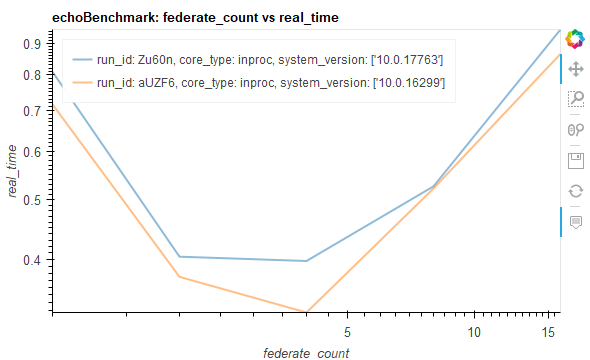 echoBenchmark: federate_count vs real_time
run_id: Zu60n, core_type: inproc, system_version: ['10.0.17763']
run_id: aUZF6, core_type: inproc, system_version: ['10.0.16299']
real_time
0.9
0.8
0.7
0.6
0.5
0.4
5
10
15
federate_count